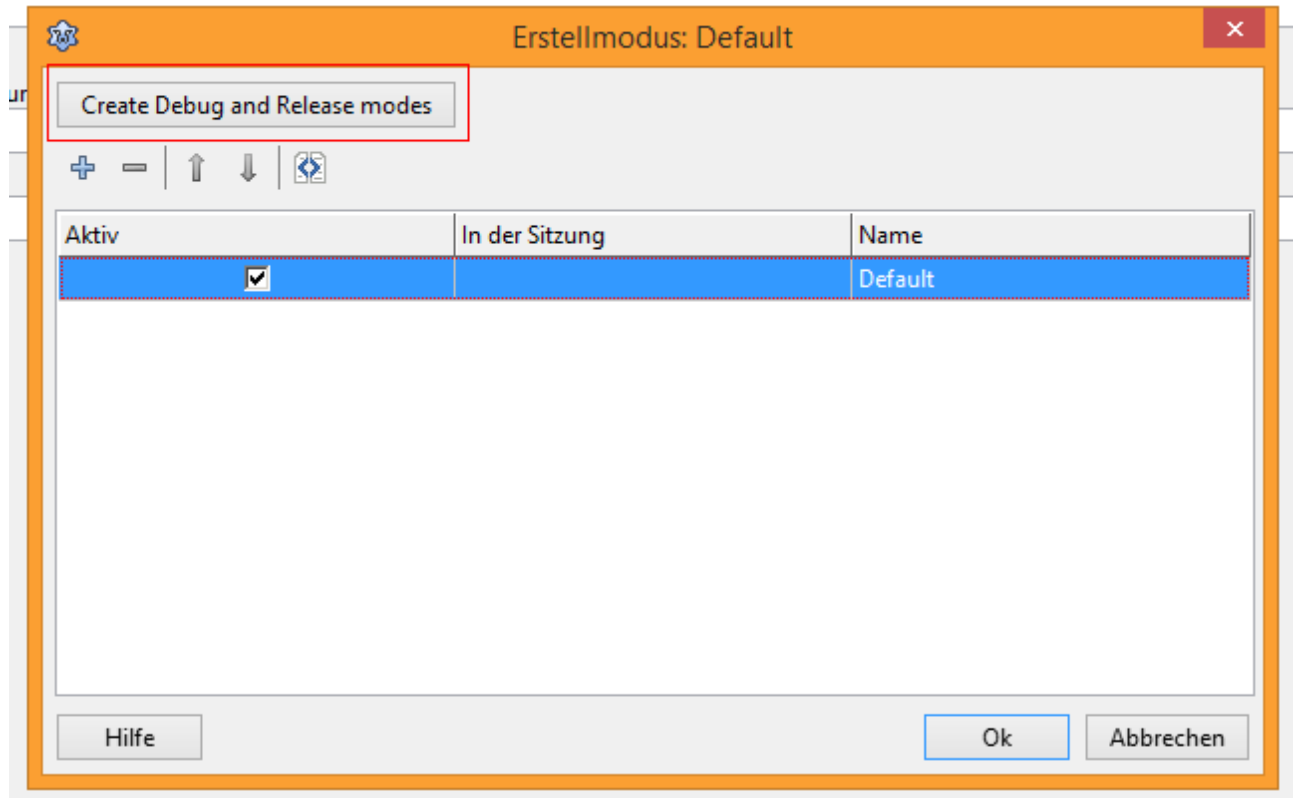 Erstellmodus: Default
Create Debug and Release modes
Aktiv In der Sitzung Name
Default
Hilfe Ok Abbrechen